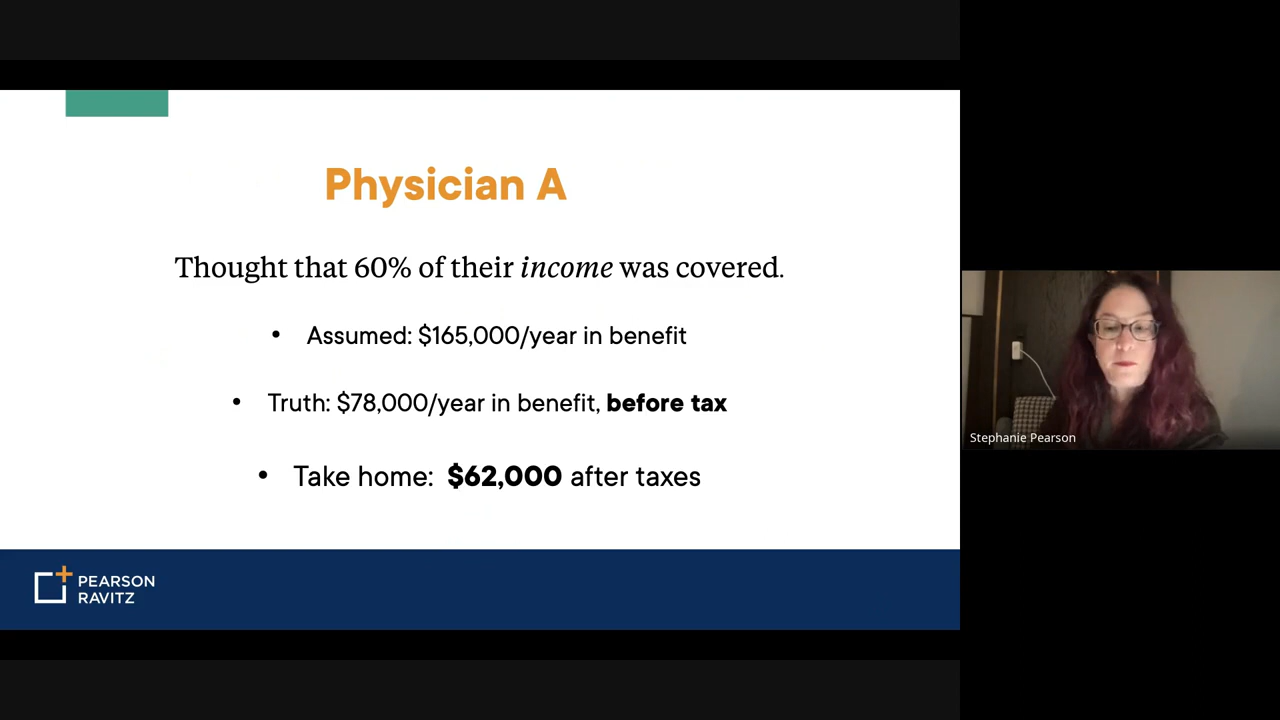 Physician A
Thought that 60% of their income was covered.
• Assumed: $165,000/year in benefit
• Truth: $78,000/year in benefit, before tax
• Take home: $62,000 after taxes
PEARSON
RAVITZ
Stephanie Pearson